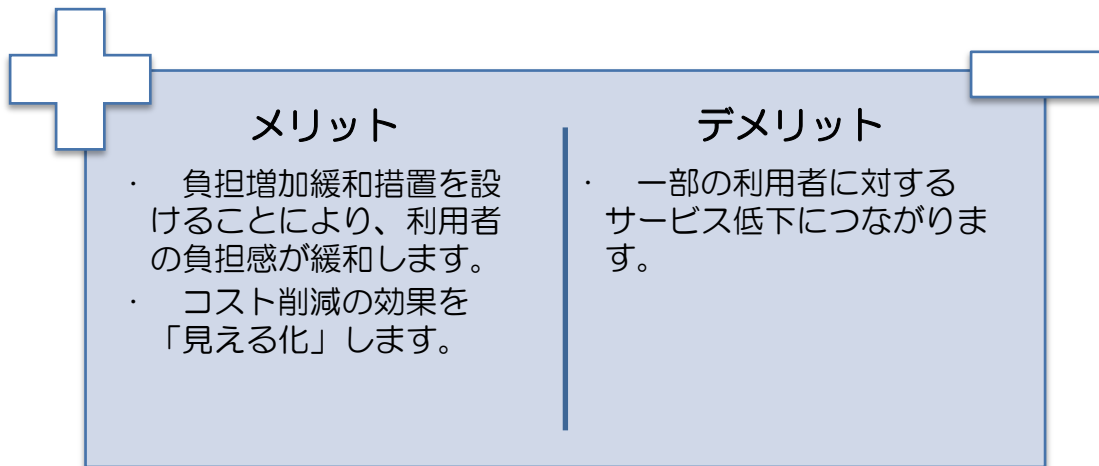 メリット
・ 負担増加緩和措置を設
けることにより、利用者
の負担感が緩和します。
・ コスト削減の効果を
「見える化」します。
デメリット
・ 一部の利用者に対する
サービス低下につながりま
す。